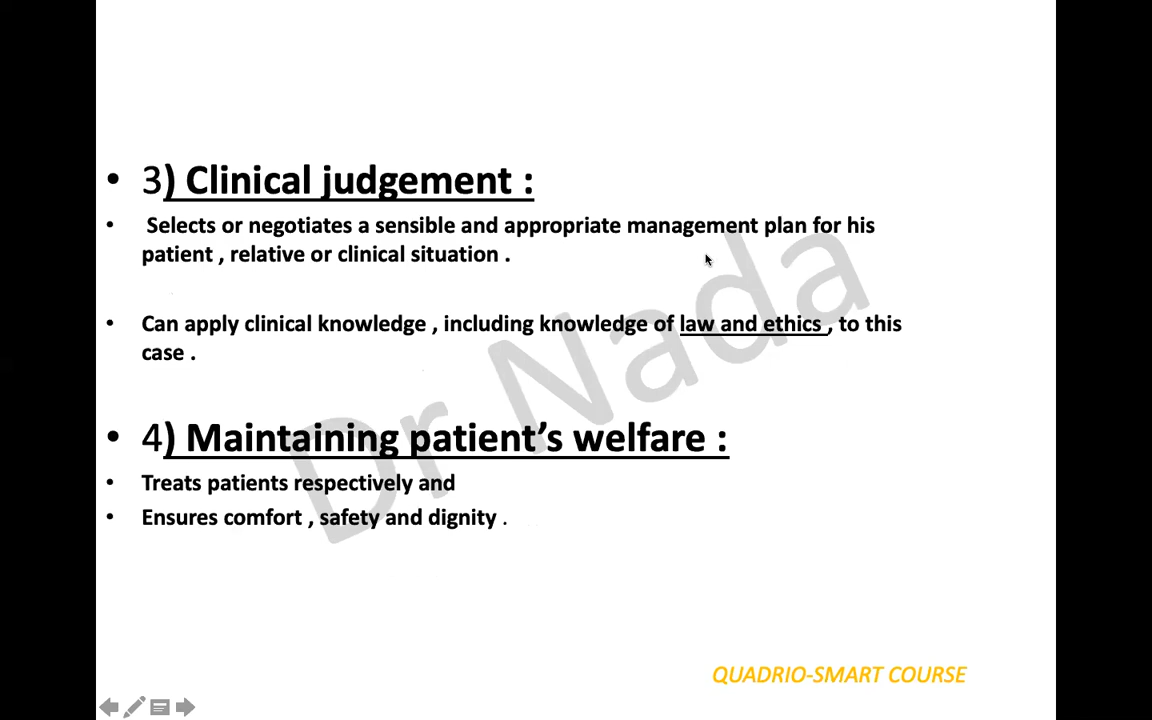 • 3) Clinical judgement :
• Selects or negotiates a sensible and appropriate management plan for his
patient , relative or clinical situation .
• Can apply clinical knowledge , including knowledge of law and ethics , to this
case .
• 4) Maintaining patient’s welfare :
• Treats patients respectively and
• Ensures comfort , safety and dignity .
Dr Nada
QUADRIO-SMART COURSE